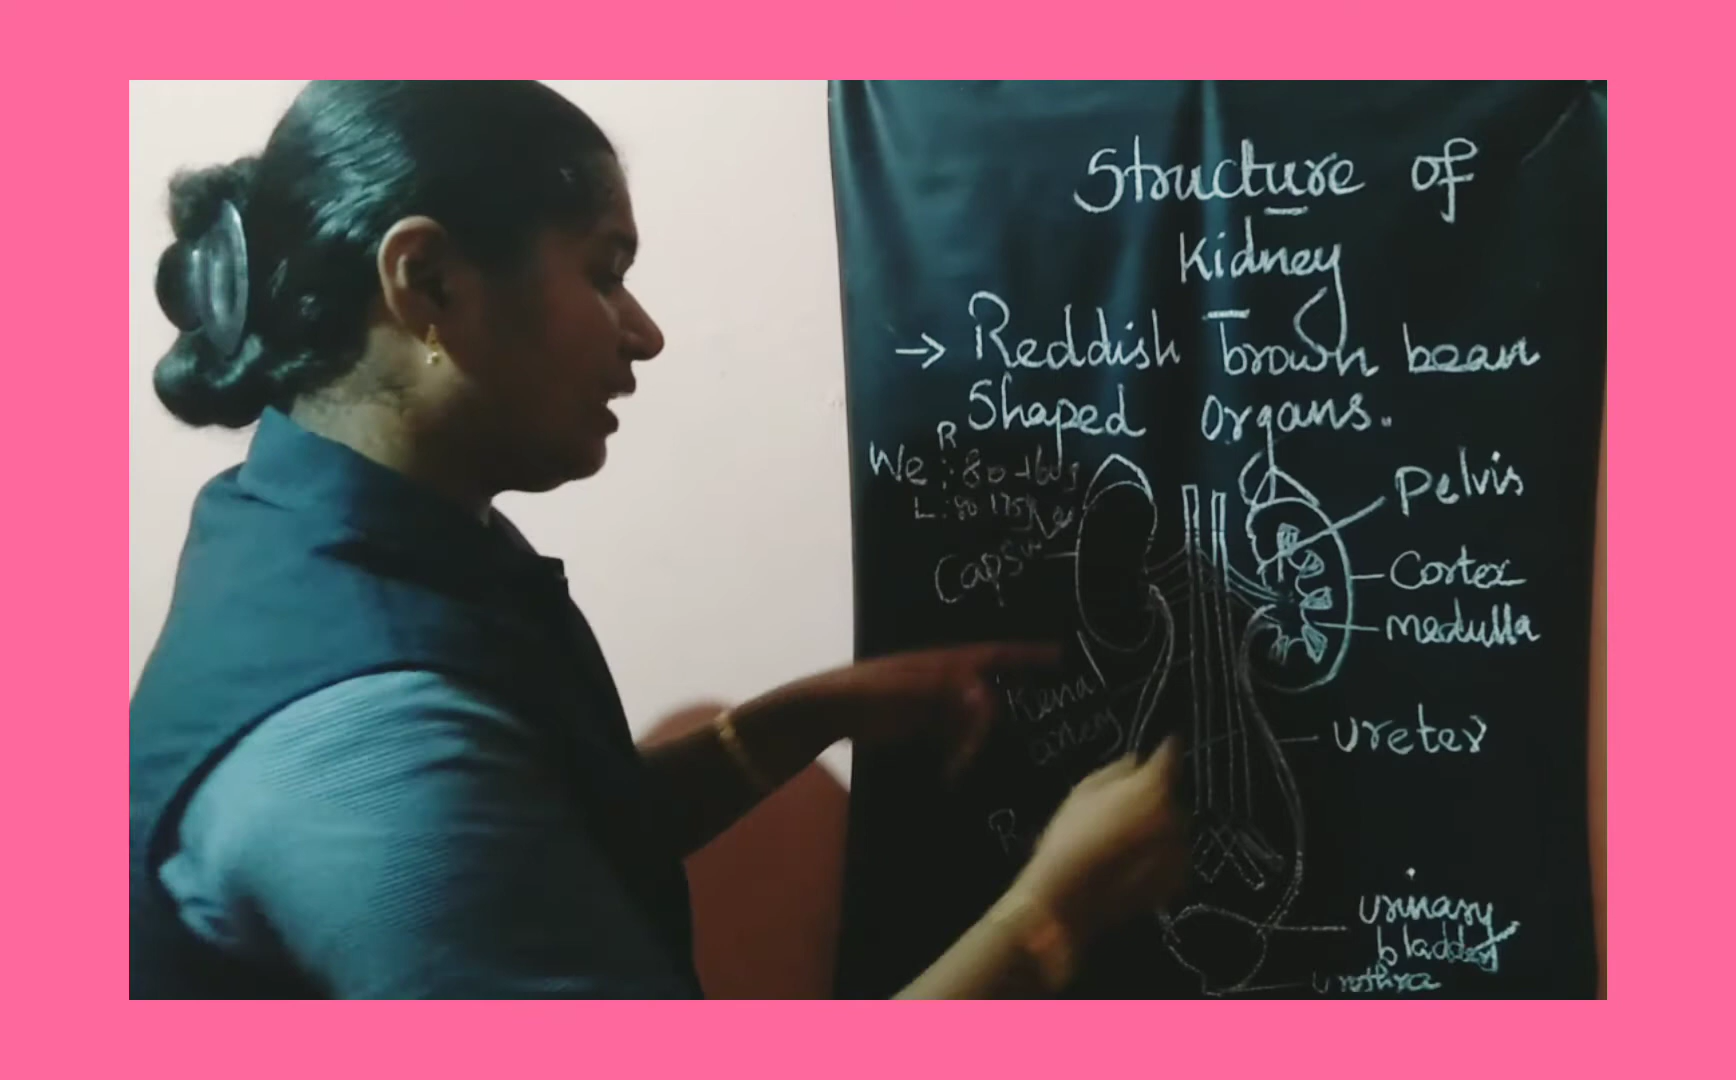 Structure of
Kidney
→ Reddish brown bean
Shaped organs.
R
We : 80-160g
L: 80-175g
Capsule
Pelvis
Cortex
medulla
Renal
artery
ureter
urinary
bladder
urethra